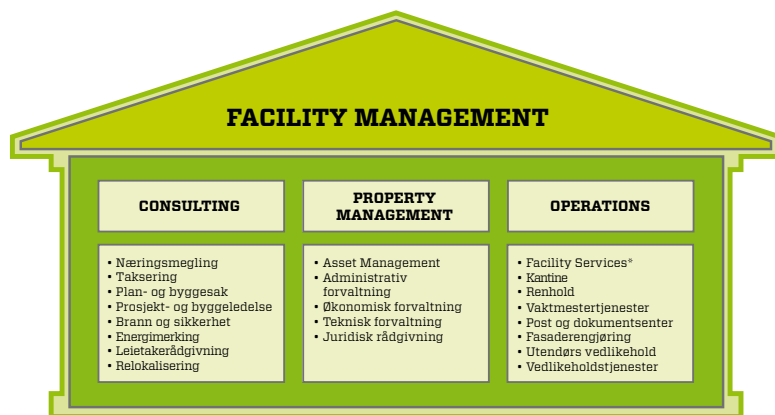 FACILITY MANAGEMENT
CONSULTING
• Næringsmegling
• Taksering
• Plan- og byggesak
• Prosjekt- og byggeledelse
• Brann og sikkerhet
• Energimerking
• Leietakerådgivning
• Relokalisering
PROPERTY
MANAGEMENT
• Asset Management
• Administrativ
forvaltning
• Økonomisk forvaltning
• Teknisk forvaltning
• Juridisk rådgivning
OPERATIONS
• Facility Services*
• Kantine
• Renhold
• Vaktmestertjenester
• Post og dokumentsenter
• Fasaderengjøring
• Utendørs vedlikehold
• Vedlikeholdstjenester